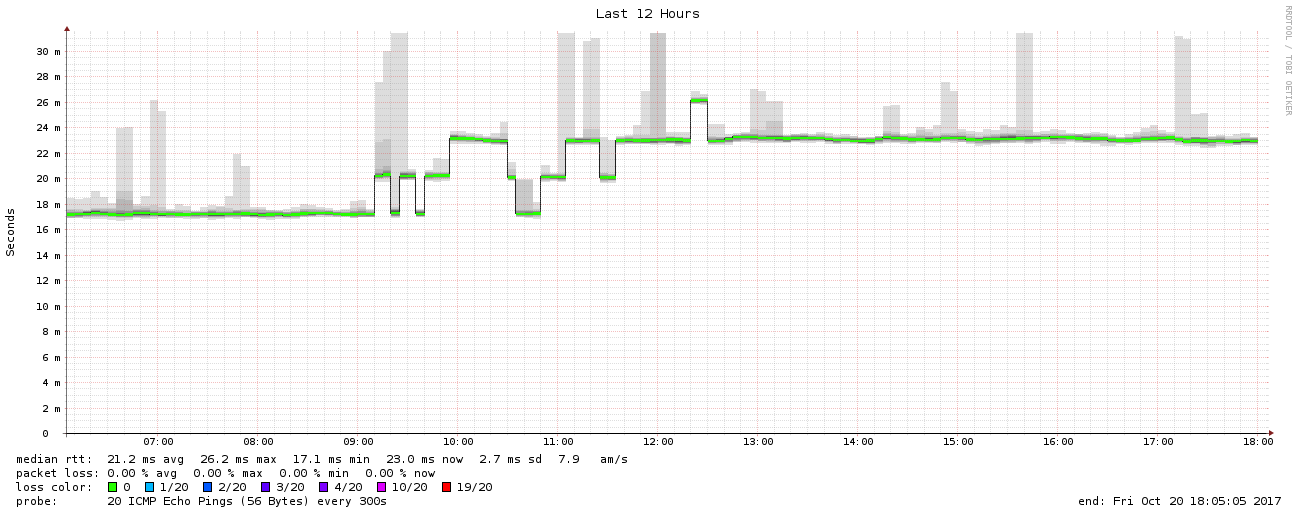 Last 12 Hours
RRDTOOL / TOBI OETIKER
Seconds
30 m
28 m
26 m
24 m
22 m
20 m
18 m
16 m
14 m
12 m
10 m
8 m
6 m
4 m
2 m
0
07:00 08:00 09:00 10:00 11:00 12:00 13:00 14:00 15:00 16:00 17:00 18:00
median rtt: 21.2 ms avg 26.2 ms max 17.1 ms min 23.0 ms now 2.7 ms sd 7.9 am/s
packet loss: 0.00 % avg 0.00 % max 0.00 % min 0.00 % now
loss color: 0 1/20 2/20 3/20 4/20 10/20 19/20
probe: 20 ICMP Echo Pings (56 Bytes) every 300s end: Fri Oct 20 18:05:05 2017